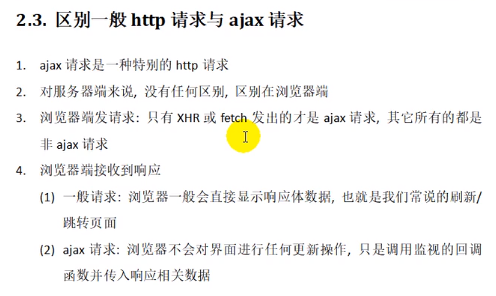 2.3. 区别一般 http 请求与 ajax 请求
1. ajax 请求是一种特别的 http 请求
2. 对服务器端来说, 没有任何区别, 区别在浏览器端
3. 浏览器端发请求: 只有 XHR 或 fetch 发出的才是 ajax 请求, 其它所有的都是
非 ajax 请求
4. 浏览器端接收到响应
(1) 一般请求: 浏览器一般会直接显示响应体数据, 也就是我们常说的刷新/
跳转页面
(2) ajax 请求: 浏览器不会对界面进行任何更新操作, 只是调用监视的回调
函数并传入响应相关数据